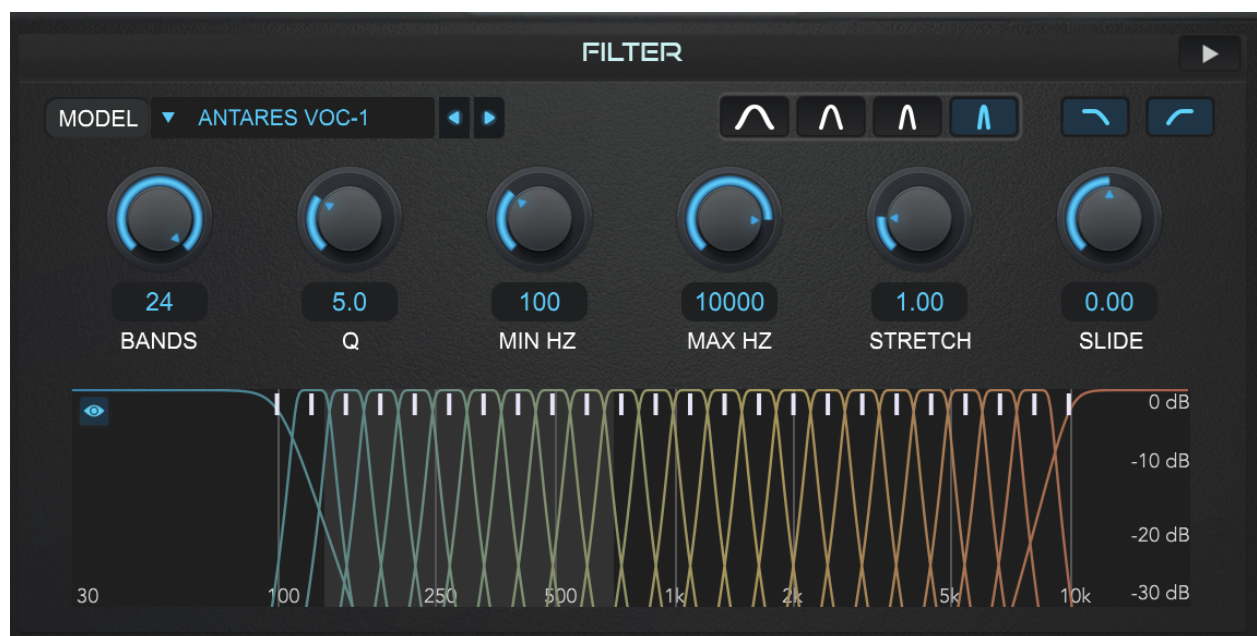 FILTER
MODEL ANTARES VOC-1
24 5.0 100 10000 1.00 0.00
BANDS Q MIN HZ MAX HZ STRETCH SLIDE
0 dB
-10 dB
-20 dB
30 100 250 500 1k 2k 5k 10k -30 dB